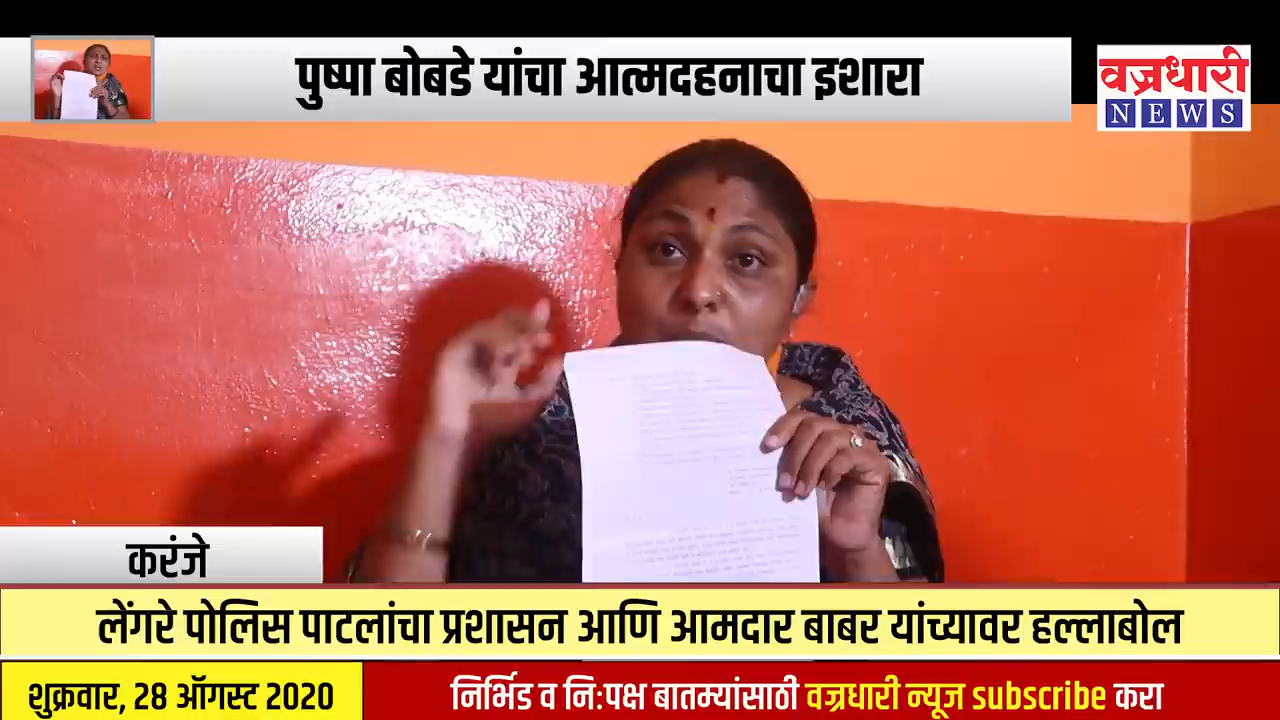 पुष्पा बोबडे यांचा आत्मदहनाचा इशारा
वज्रधारी
NEWS
करंजे
लेंगरे पोलिस पाटलांचा प्रशासन आणि आमदार बाबर यांच्यावर हल्लाबोल
शुक्रवार, 28 ऑगस्ट 2020
निर्भिड व नि:पक्ष बातम्यांसाठी वज्रधारी न्यूज subscribe करा